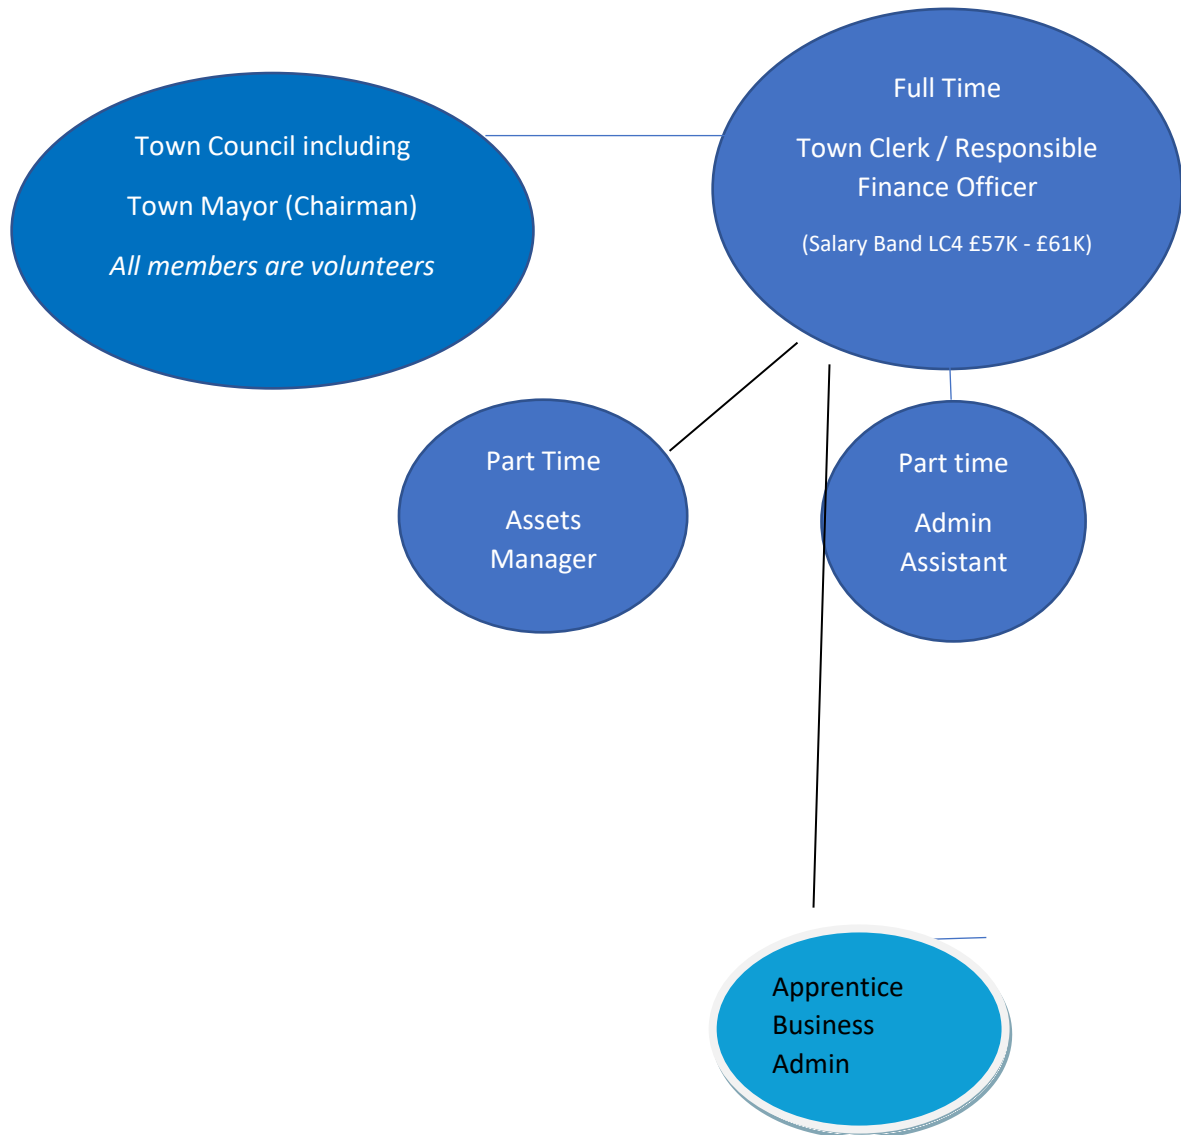 Town Council including
Town Mayor (Chairman)
All members are volunteers
Full Time
Town Clerk / Responsible
Finance Officer
(Salary Band LC4 £57K - £61K)
Part Time
Assets
Manager
Part time
Admin
Assistant
Apprentice
Business
Admin